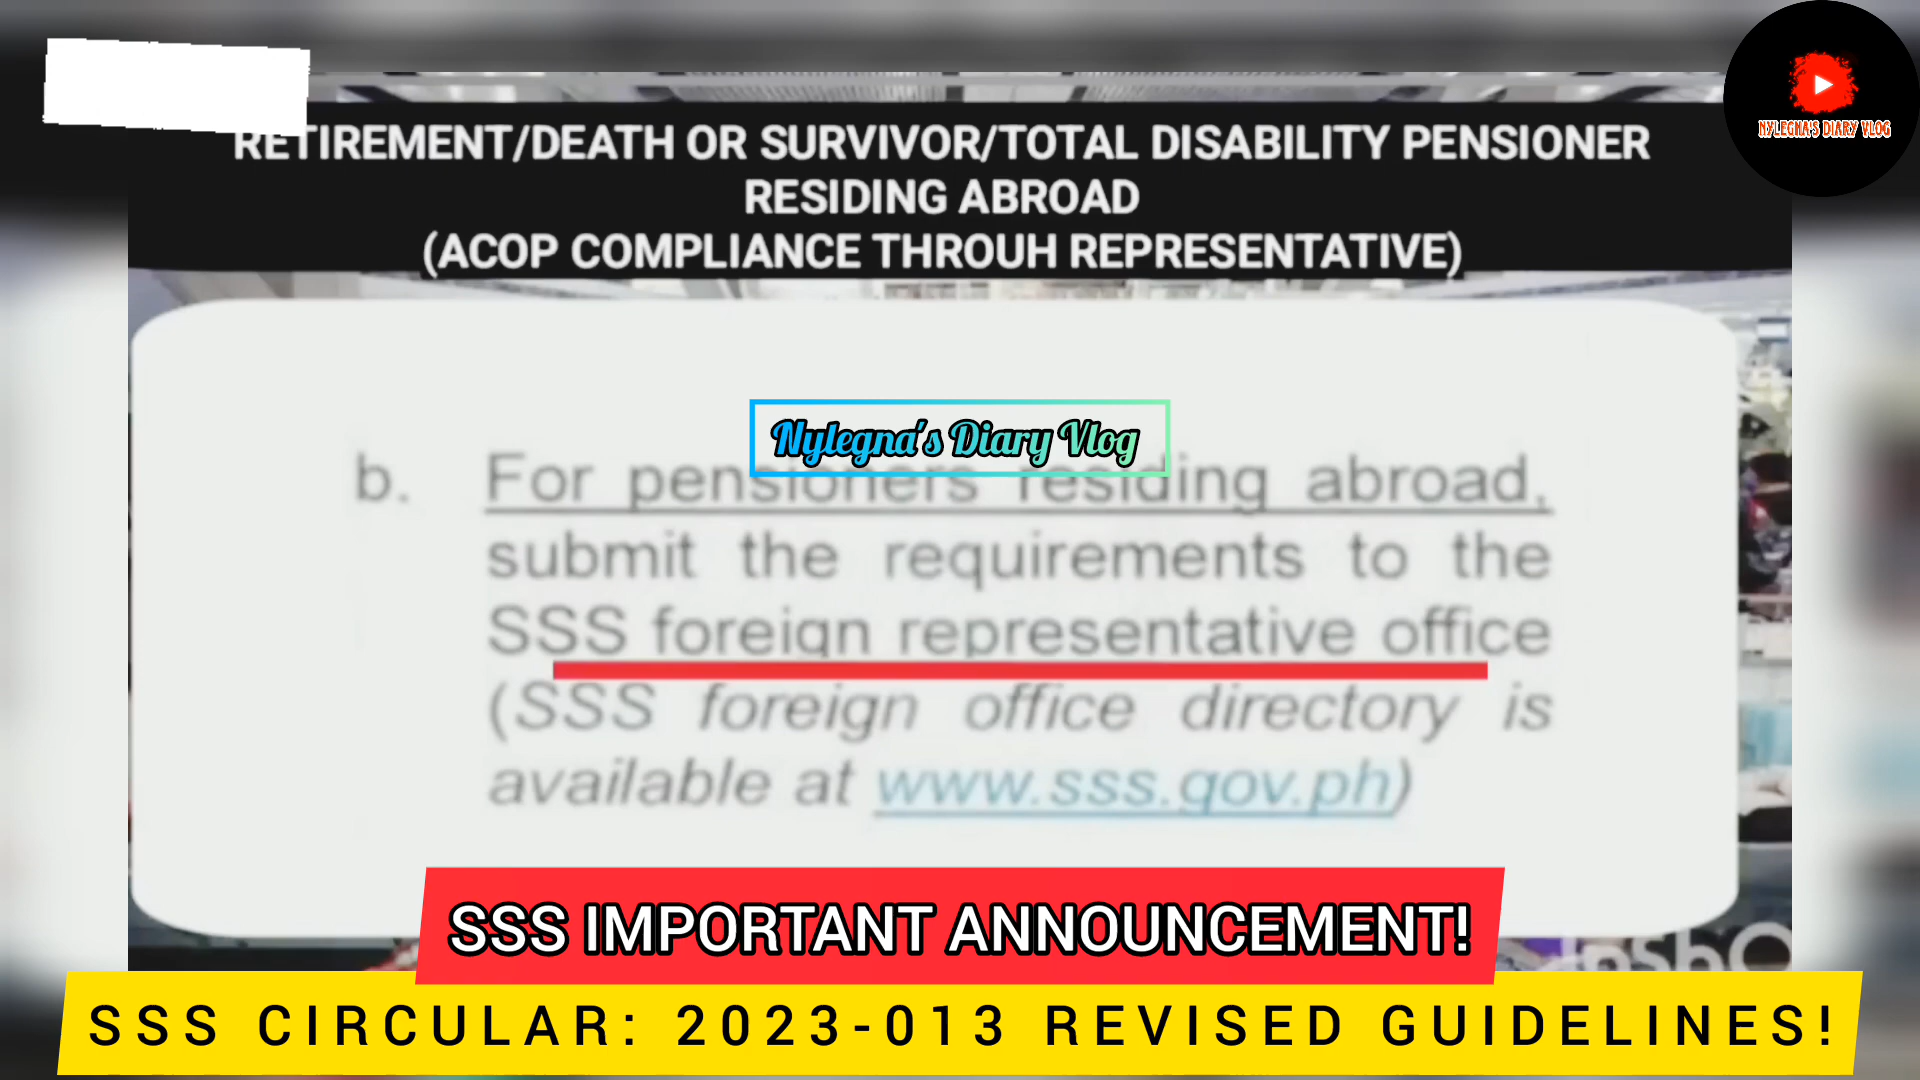 NYLEGNA'S DIARY VLOG
RETIREMENT/DEATH OR SURVIVOR/TOTAL DISABILITY PENSIONER
RESIDING ABROAD
(ACOP COMPLIANCE THROUH REPRESENTATIVE)
Nylegna's Diary Vlog
b. For pensioners residing abroad,
submit the requirements to the
SSS foreign representative office
(SSS foreign office directory is
available at www.sss.gov.ph)
SSS IMPORTANT ANNOUNCEMENT!
SSS CIRCULAR: 2023-013 REVISED GUIDELINES!